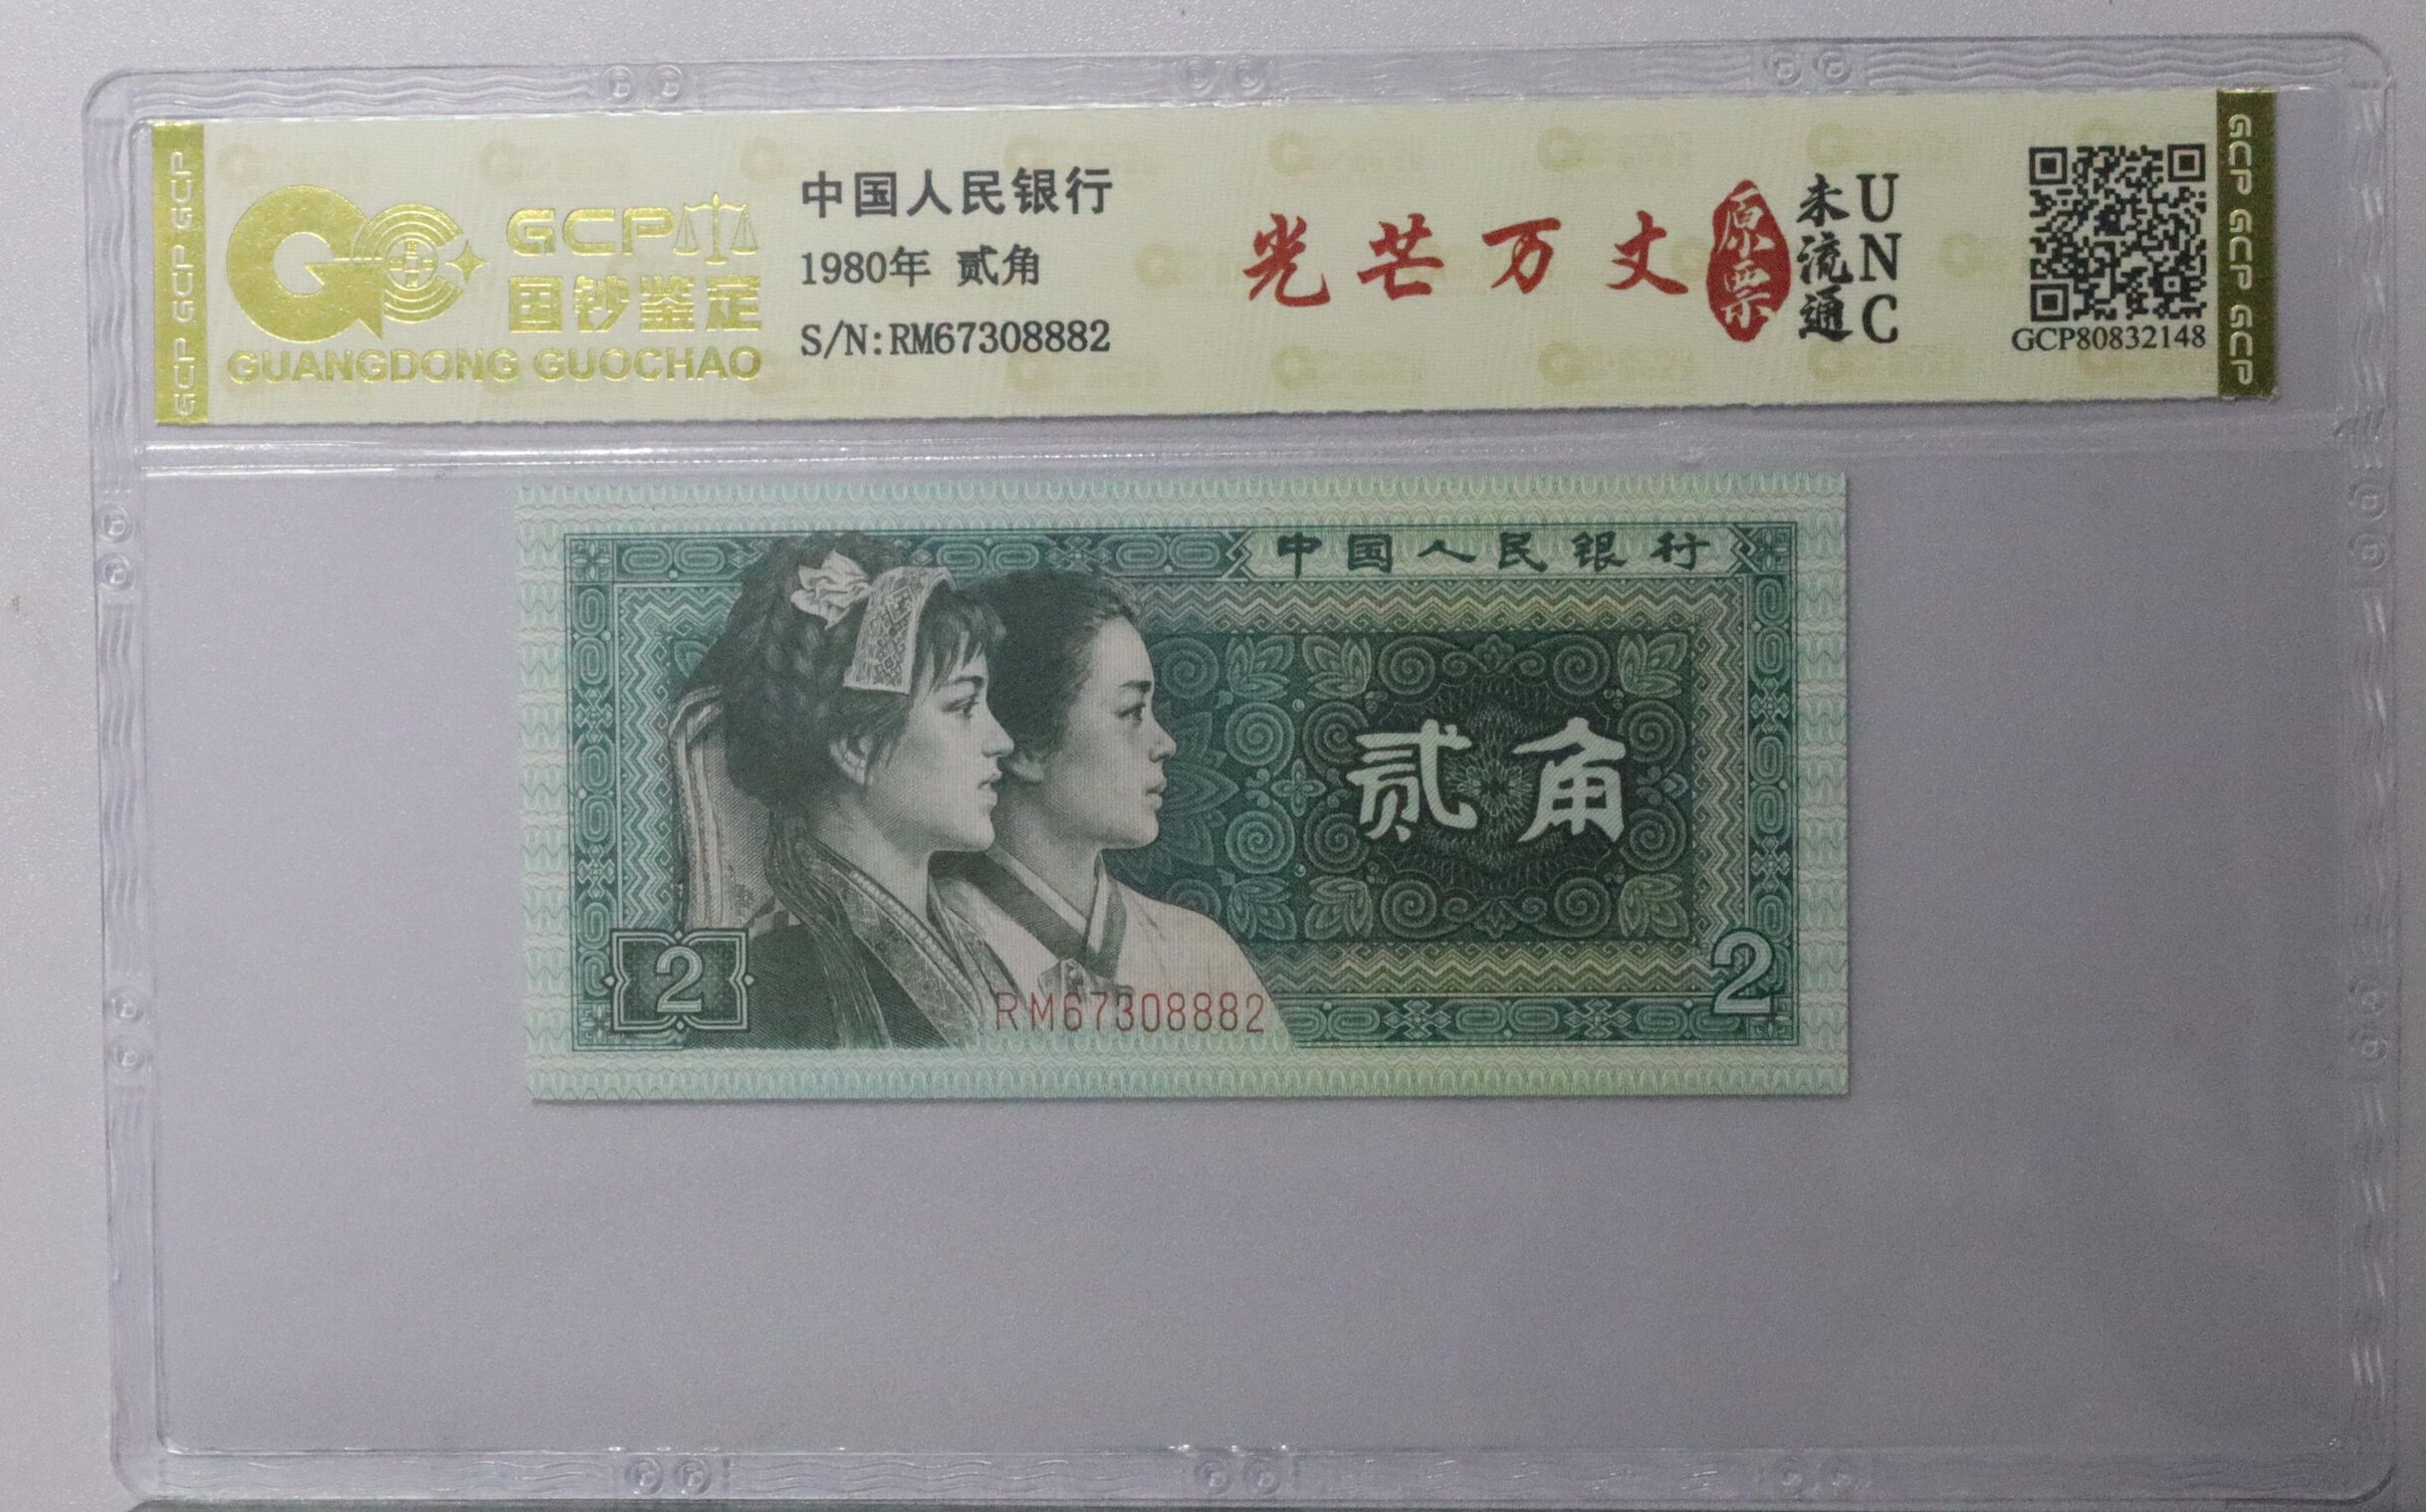 GCP GCP GCP
GCP
国钞鉴定
GUANGDONG GUOCHAO
中国人民银行
1980年 贰角
S/N:RM67308882
光芒万丈
原票
未流通
UNC
GCP80832148
GCP GCP GCP
中国人民银行
贰角
2
2
RM67308882